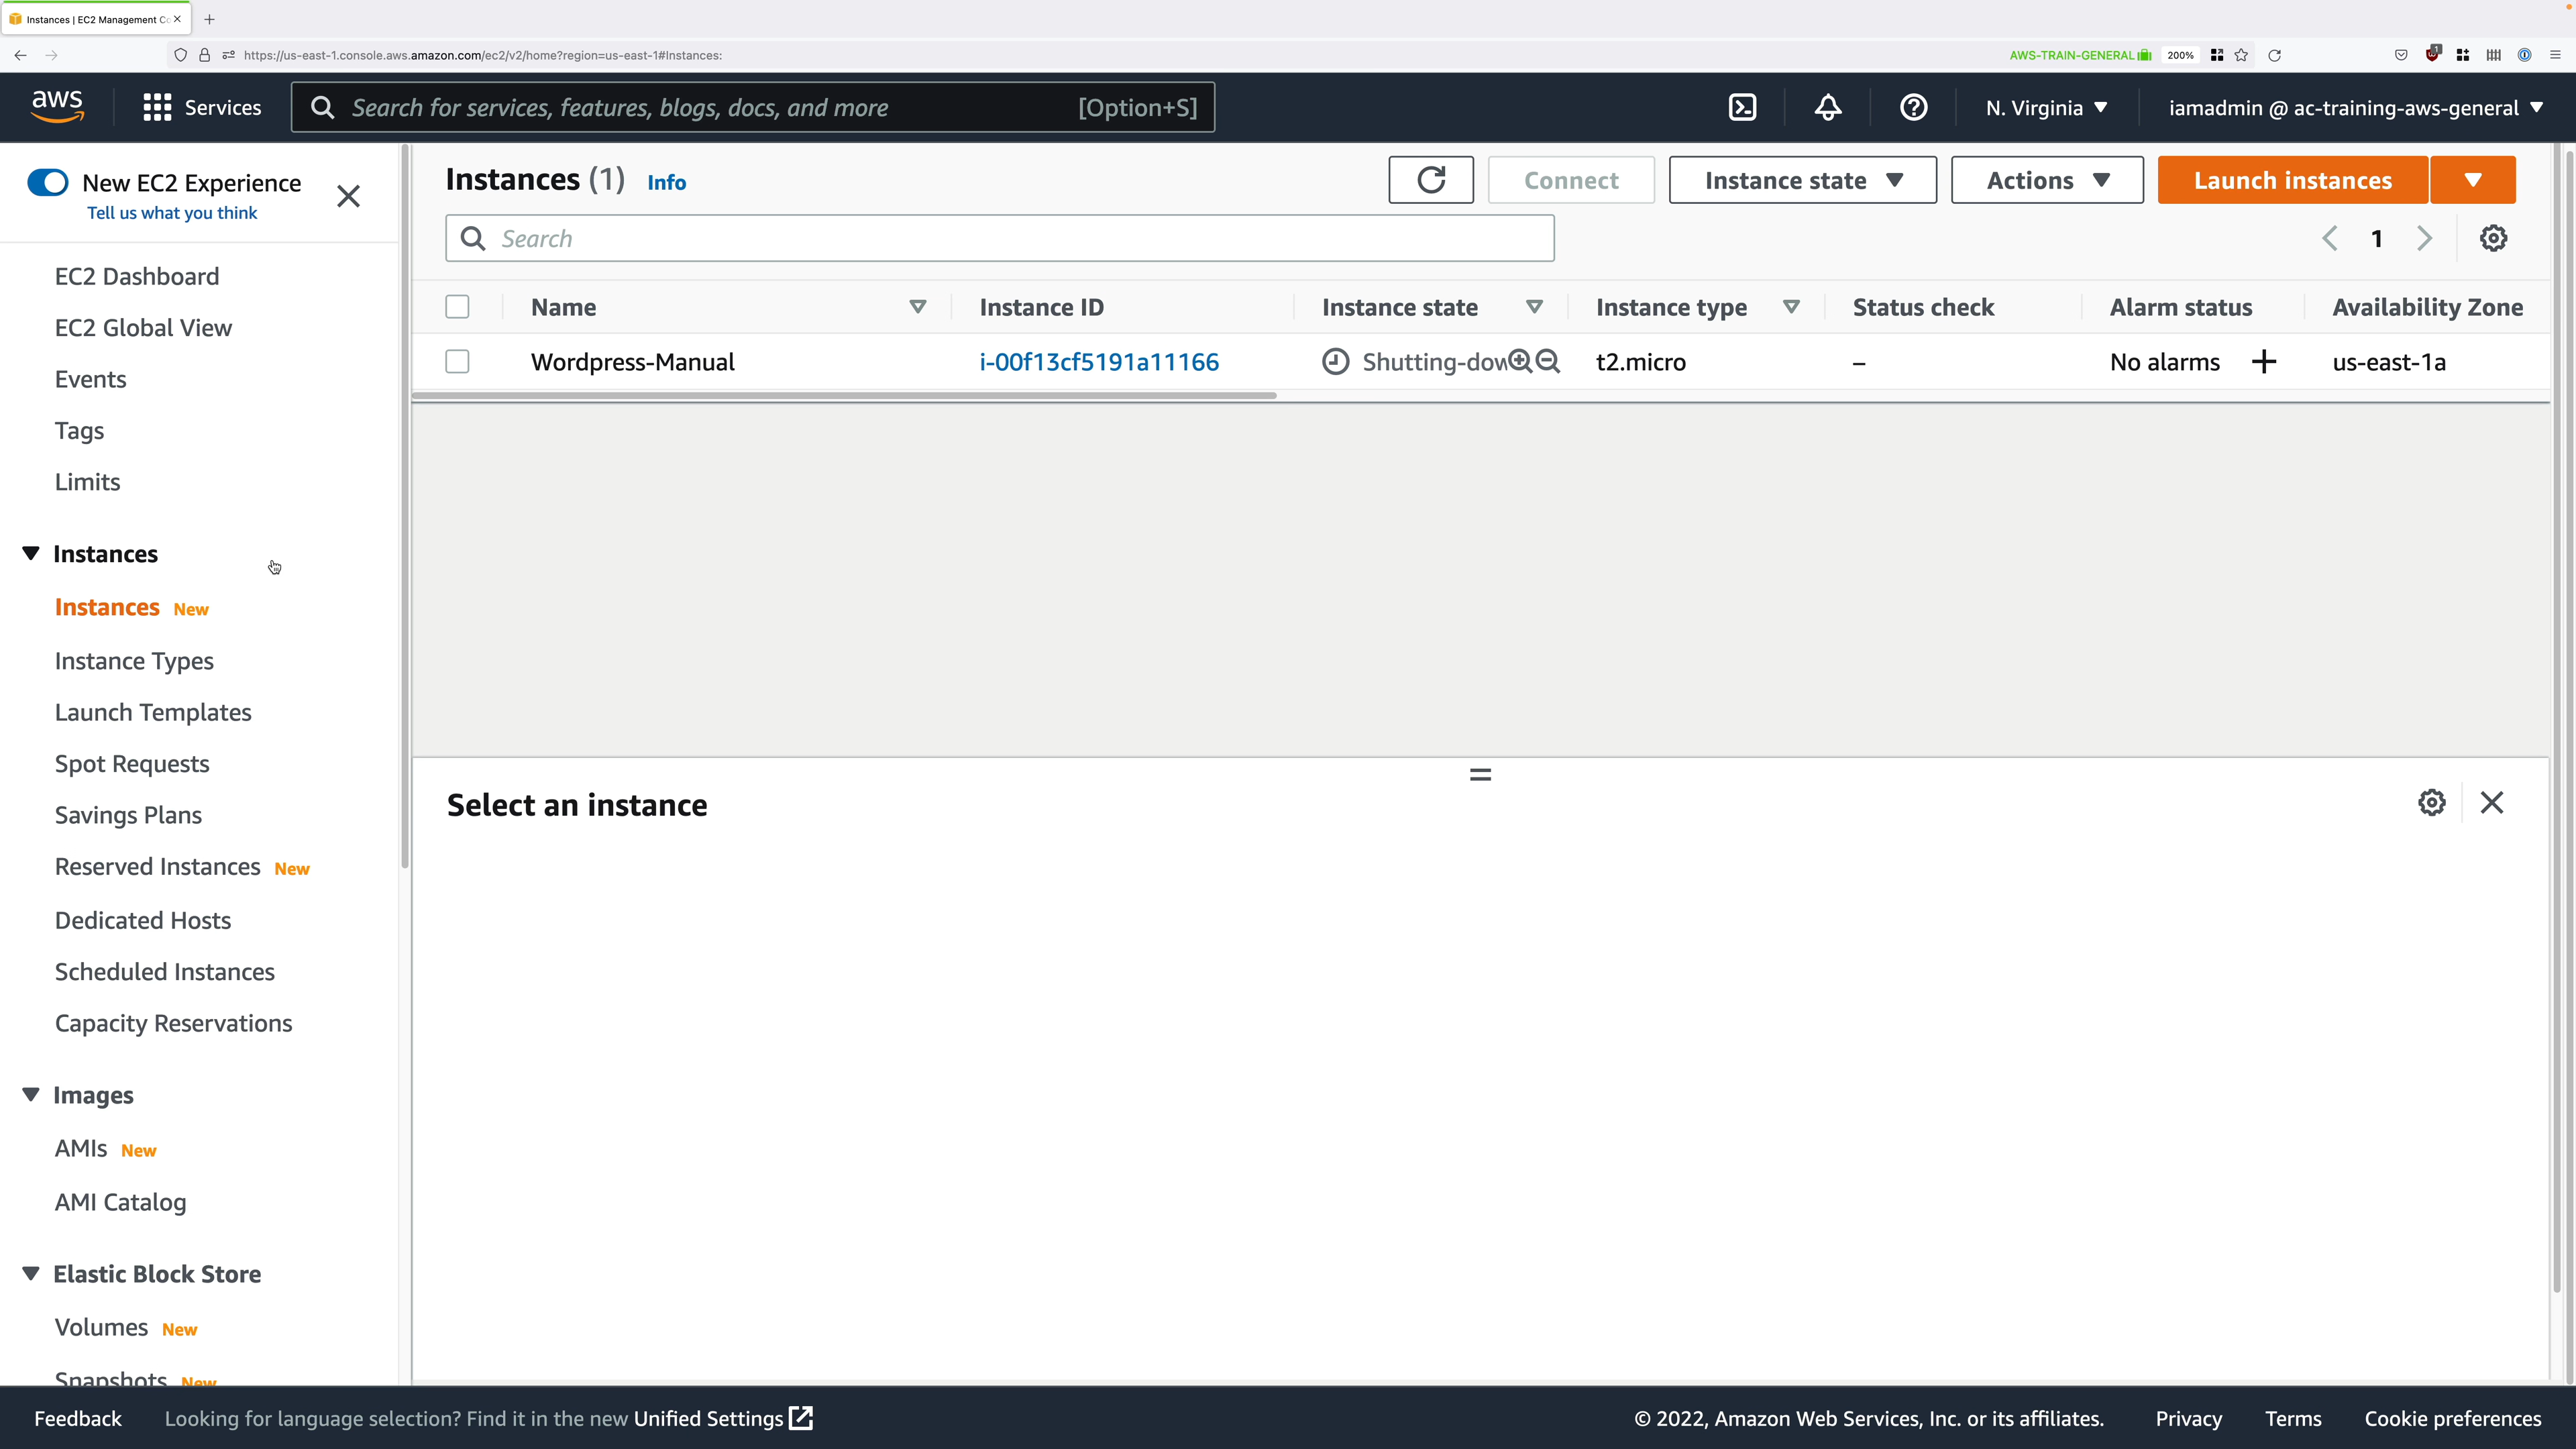 Instances | EC2 Management Co
https://us-east-1.console.aws.amazon.com/ec2/v2/home?region=us-east-1#Instances:
AWS-TRAIN-GENERAL
200%
1
aws
Services
Search for services, features, blogs, docs, and more
[Option+S]
N. Virginia
iamadmin @ ac-training-aws-general
New EC2 Experience
Tell us what you think
EC2 Dashboard
EC2 Global View
Events
Tags
Limits
Instances
Instances New
Instance Types
Launch Templates
Spot Requests
Savings Plans
Reserved Instances New
Dedicated Hosts
Scheduled Instances
Capacity Reservations
Images
AMIs New
AMI Catalog
Elastic Block Store
Volumes New
Snapshots New
Instances (1) Info
Connect
Instance state
Actions
Launch instances
Search
1
Name
Instance ID
Instance state
Instance type
Status check
Alarm status
Availability Zone
Wordpress-Manual
i-00f13cf5191a11166
Shutting-dow
t2.micro
–
No alarms
us-east-1a
Select an instance
Feedback
Looking for language selection? Find it in the new Unified Settings
© 2022, Amazon Web Services, Inc. or its affiliates.
Privacy
Terms
Cookie preferences